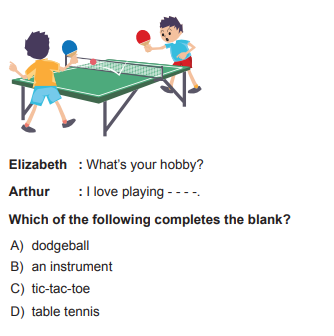 Elizabeth : What's your hobby?
Arthur : I love playing - - - -.
Which of the following completes the blank?
A) dodgeball
B) an instrument
C) tic-tac-toe
D) table tennis